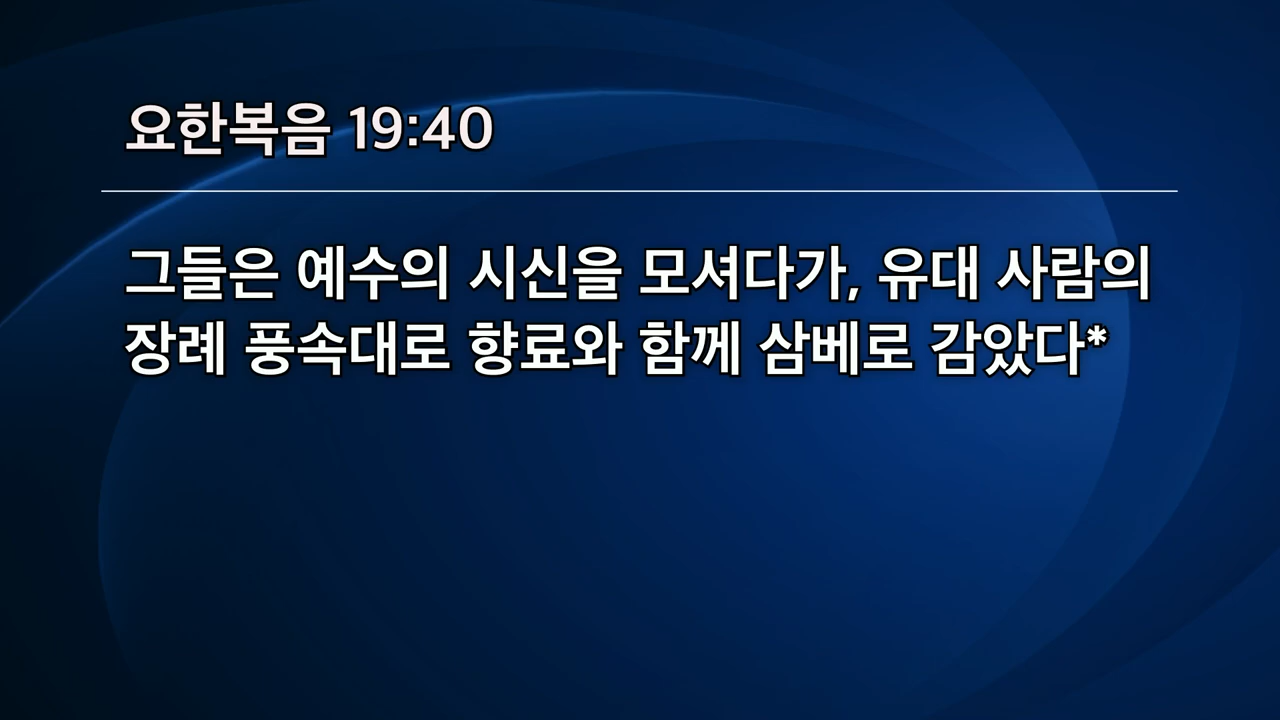 요한복음 19:40
그들은 예수의 시신을 모셔다가, 유대 사람의
장례 풍속대로 향료와 함께 삼베로 감았다*